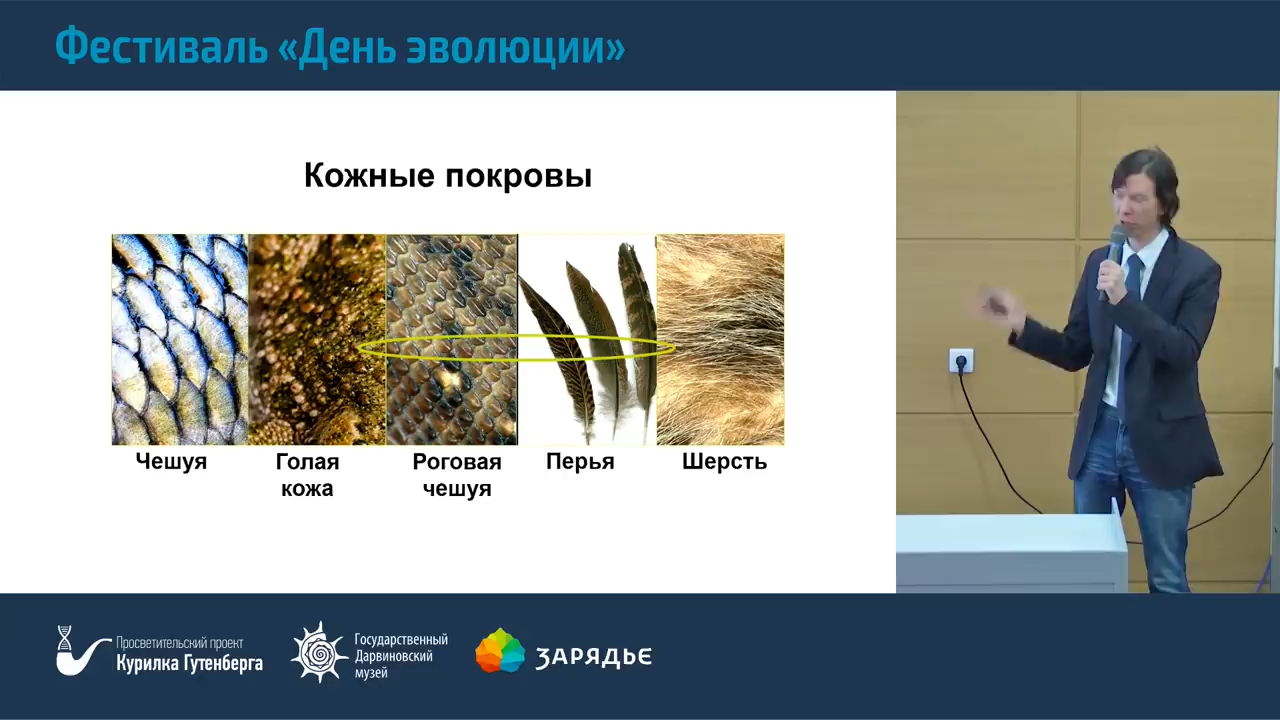 Фестиваль «День эволюции»
Кожные покровы
Чешуя
Голая
кожа
Роговая
чешуя
Перья
Шерсть
Просветительский проект
Курилка Гутенберга
Государственный
Дарвиновский
музей
ЗАРЯДЬЕ